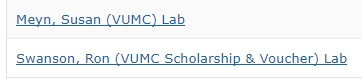 Meyn, Susan (VUMC) Lab
Swanson, Ron (VUMC Scholarship & Voucher) Lab